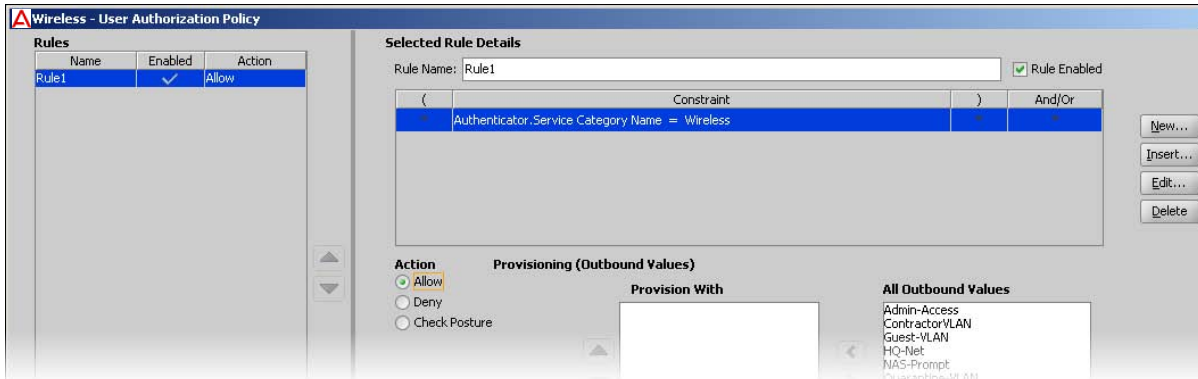 Wireless - User Authorization Policy
Rules
Name Enabled Action
Rule1 Allow
Selected Rule Details
Rule Name: Rule1 Rule Enabled
( Constraint ) And/Or
Authenticator.Service Category Name = Wireless
New...
Insert...
Edit...
Delete
Action Provisioning (Outbound Values)
Allow
Deny
Check Posture
Provision With
All Outbound Values
Admin-Access
ContractorVLAN
Guest-VLAN
HQ-Net
NAS-Prompt
Quarantine-VLAN